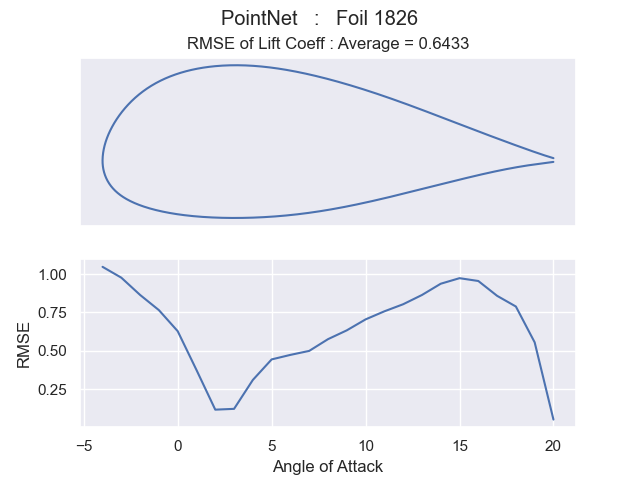 PointNet   :   Foil 1826
RMSE of Lift Coeff : Average = 0.6433
1.00
0.75
0.50
0.25
RMSE
−5 0 5 10 15 20
Angle of Attack